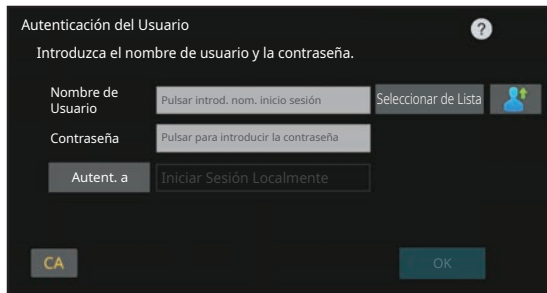 Autenticación del Usuario
?
Introduzca el nombre de usuario y la contraseña.
Nombre de
Usuario
Pulsar introd. nom. inicio sesión
Seleccionar de Lista
Contraseña
Pulsar para introducir la contraseña
Autent. a
Iniciar Sesión Localmente
CA
OK